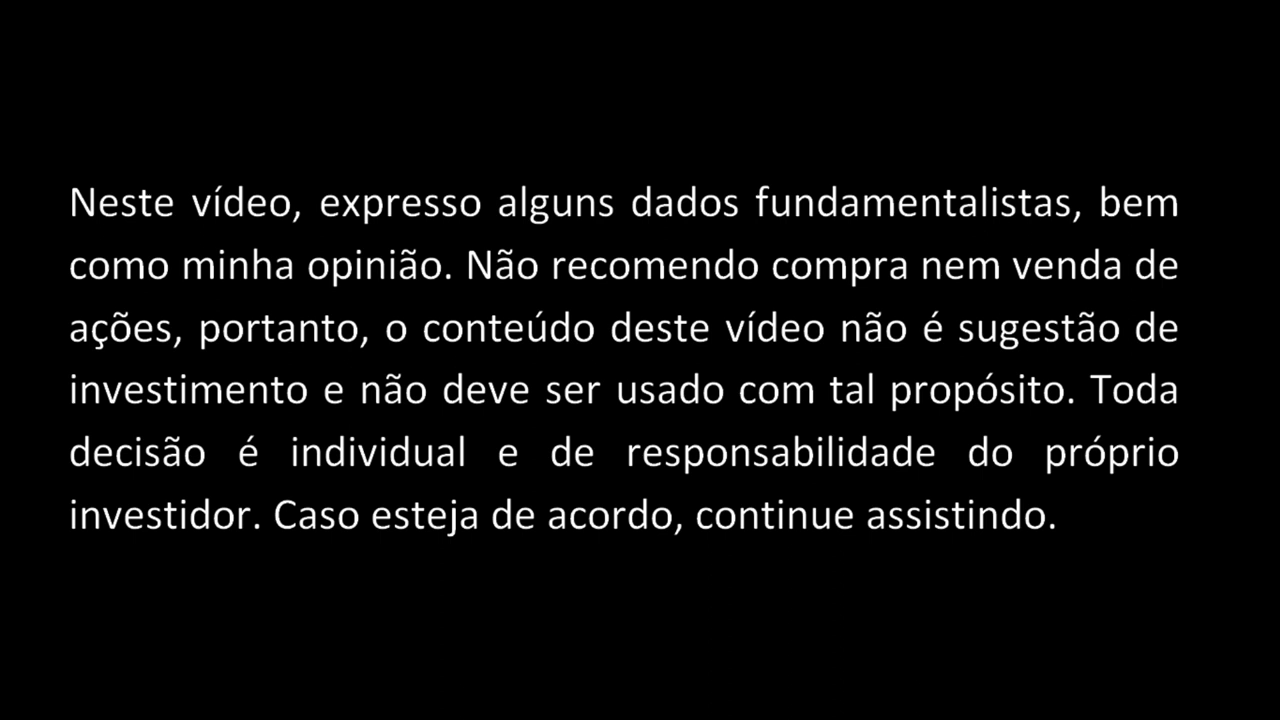 Neste vídeo, expresso alguns dados fundamentalistas, bem
como minha opinião. Não recomendo compra nem venda de
ações, portanto, o conteúdo deste vídeo não é sugestão de
investimento e não deve ser usado com tal propósito. Toda
decisão é individual e de responsabilidade do próprio
investidor. Caso esteja de acordo, continue assistindo.